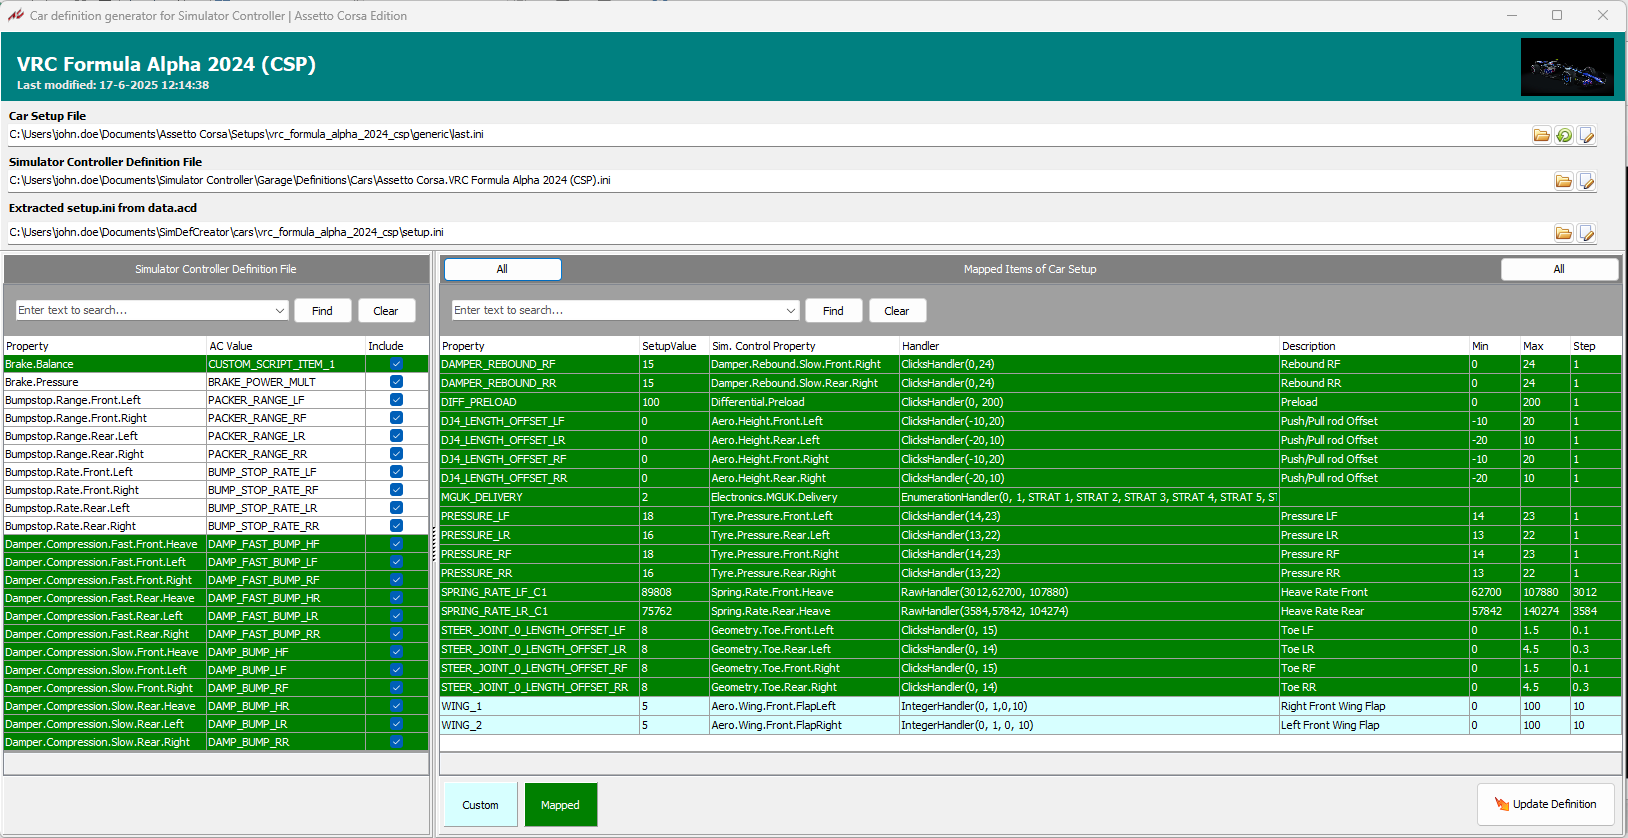 Car definition generator for Simulator Controller | Assetto Corsa Edition
VRC Formula Alpha 2024 (CSP)
Last modified: 17-6-2025 12:14:38
Car Setup File
C:\Users\john.doe\Documents\Assetto Corsa\Setups\vrc_formula_alpha_2024_csp\generic\last.ini
Simulator Controller Definition File
C:\Users\john.doe\Documents\Simulator Controller\Garage\Definitions\Cars\Assetto Corsa.VRC Formula Alpha 2024 (CSP).ini
Extracted setup.ini from data.acd
C:\Users\john.doe\Documents\SimDefCreator\cars\vrc_formula_alpha_2024_csp\setup.ini
Simulator Controller Definition File
Enter text to search... Find Clear
Property AC Value Include
Brake.Balance CUSTOM_SCRIPT_ITEM_1
Brake.Pressure BRAKE_POWER_MULT
Bumpstop.Range.Front.Left PACKER_RANGE_LF
Bumpstop.Range.Front.Right PACKER_RANGE_RF
Bumpstop.Range.Rear.Left PACKER_RANGE_LR
Bumpstop.Range.Rear.Right PACKER_RANGE_RR
Bumpstop.Rate.Front.Left BUMP_STOP_RATE_LF
Bumpstop.Rate.Front.Right BUMP_STOP_RATE_RF
Bumpstop.Rate.Rear.Left BUMP_STOP_RATE_LR
Bumpstop.Rate.Rear.Right BUMP_STOP_RATE_RR
Damper.Compression.Fast.Front.Heave DAMP_FAST_BUMP_HF
Damper.Compression.Fast.Front.Left DAMP_FAST_BUMP_LF
Damper.Compression.Fast.Front.Right DAMP_FAST_BUMP_RF
Damper.Compression.Fast.Rear.Heave DAMP_FAST_BUMP_HR
Damper.Compression.Fast.Rear.Left DAMP_FAST_BUMP_LR
Damper.Compression.Fast.Rear.Right DAMP_FAST_BUMP_RR
Damper.Compression.Slow.Front.Heave DAMP_BUMP_HF
Damper.Compression.Slow.Front.Left DAMP_BUMP_LF
Damper.Compression.Slow.Front.Right DAMP_BUMP_RF
Damper.Compression.Slow.Rear.Heave DAMP_BUMP_HR
Damper.Compression.Slow.Rear.Left DAMP_BUMP_LR
Damper.Compression.Slow.Rear.Right DAMP_BUMP_RR
All Mapped Items of Car Setup All
Enter text to search... Find Clear
Property SetupValue Sim. Control Property Handler Description Min Max Step
DAMPER_REBOUND_RF 15 Damper.Rebound.Slow.Front.Right ClicksHandler(0,24) Rebound RF 0 24 1
DAMPER_REBOUND_RR 15 Damper.Rebound.Slow.Rear.Right ClicksHandler(0,24) Rebound RR 0 24 1
DIFF_PRELOAD 100 Differential.Preload ClicksHandler(0, 200) Preload 0 200 1
DJ4_LENGTH_OFFSET_LF 0 Aero.Height.Front.Left ClicksHandler(-10,20) Push/Pull rod Offset -10 20 1
DJ4_LENGTH_OFFSET_LR 0 Aero.Height.Rear.Left ClicksHandler(-20,10) Push/Pull rod Offset -20 10 1
DJ4_LENGTH_OFFSET_RF 0 Aero.Height.Front.Right ClicksHandler(-10,20) Push/Pull rod Offset -10 20 1
DJ4_LENGTH_OFFSET_RR 0 Aero.Height.Rear.Right ClicksHandler(-20,10) Push/Pull rod Offset -20 10 1
MGUK_DELIVERY 2 Electronics.MGUK.Delivery EnumerationHandler(0, 1, STRAT 1, STRAT 2, STRAT 3, STRAT 4, STRAT 5, ST
PRESSURE_LF 18 Tyre.Pressure.Front.Left ClicksHandler(14,23) Pressure LF 14 23 1
PRESSURE_LR 16 Tyre.Pressure.Rear.Left ClicksHandler(13,22) Pressure LR 13 22 1
PRESSURE_RF 18 Tyre.Pressure.Front.Right ClicksHandler(14,23) Pressure RF 14 23 1
PRESSURE_RR 16 Tyre.Pressure.Rear.Right ClicksHandler(13,22) Pressure RR 13 22 1
SPRING_RATE_LF_C1 89808 Spring.Rate.Front.Heave RawHandler(3012,62700, 107880) Heave Rate Front 62700 107880 3012
SPRING_RATE_LR_C1 75762 Spring.Rate.Rear.Heave RawHandler(3584,57842, 104274) Heave Rate Rear 57842 140274 3584
STEER_JOINT_0_LENGTH_OFFSET_LF 8 Geometry.Toe.Front.Left ClicksHandler(0, 15) Toe LF 0 1.5 0.1
STEER_JOINT_0_LENGTH_OFFSET_LR 8 Geometry.Toe.Rear.Left ClicksHandler(0, 14) Toe LR 0 4.5 0.3
STEER_JOINT_0_LENGTH_OFFSET_RF 8 Geometry.Toe.Front.Right ClicksHandler(0, 15) Toe RF 0 1.5 0.1
STEER_JOINT_0_LENGTH_OFFSET_RR 8 Geometry.Toe.Rear.Right ClicksHandler(0, 14) Toe RR 0 4.5 0.3
WING_1 5 Aero.Wing.Front.FlapLeft IntegerHandler(0, 1,0,10) Right Front Wing Flap 0 100 10
WING_2 5 Aero.Wing.Front.FlapRight IntegerHandler(0, 1, 0, 10) Left Front Wing Flap 0 100 10
Custom Mapped Update Definition